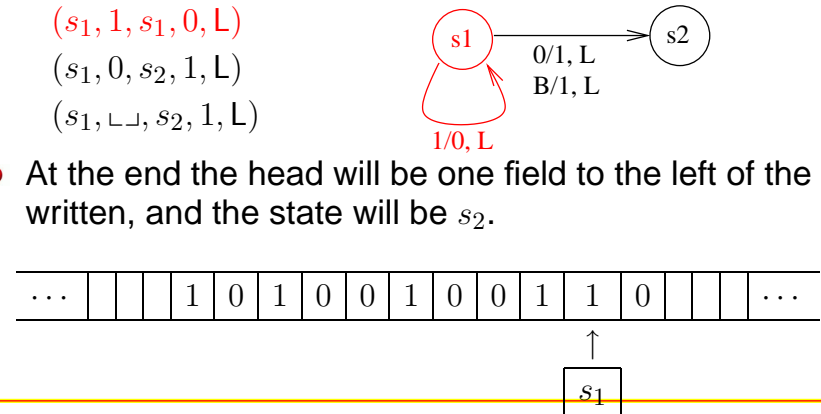 (s₁, 1, s₁, 0, L)
(s₁, 0, s₂, 1, L)
(s₁, ␣, s₂, 1, L)
s1
s2
0/1, L
B/1, L
1/0, L
At the end the head will be one field to the left of the
written, and the state will be s₂.
··· 1 0 1 0 0 1 0 0 1 1 0 ···
↑
s₁